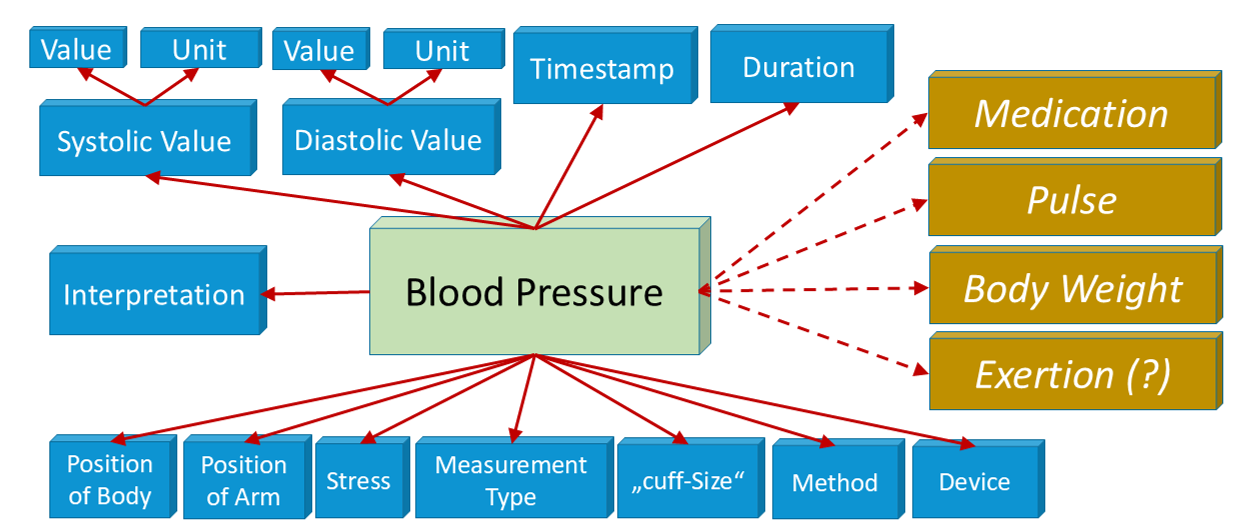 Value
Unit
Value
Unit
Timestamp
Duration
Systolic Value
Diastolic Value
Medication
Pulse
Body Weight
Exertion (?)
Interpretation
Blood Pressure
Position
of Body
Position
of Arm
Stress
Measurement
Type
„cuff-Size“
Method
Device